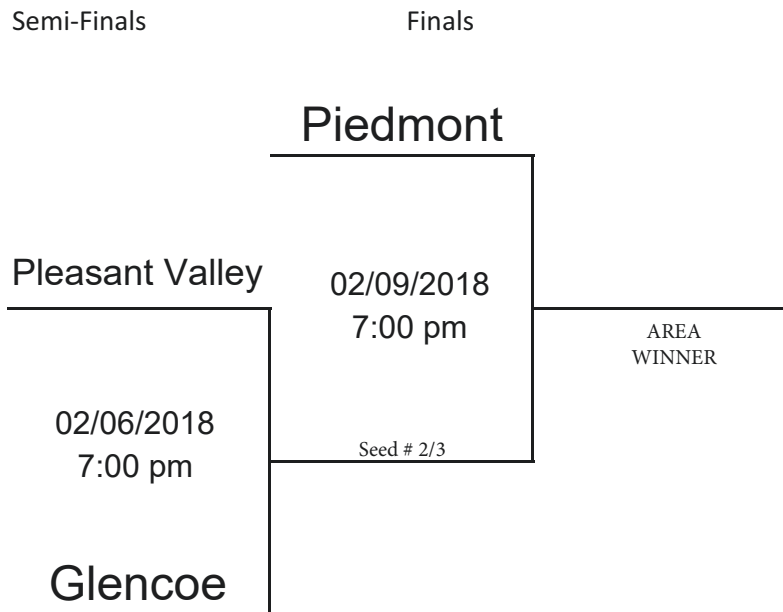 Semi-Finals
Finals
Piedmont
Pleasant Valley
02/09/2018
7:00 pm
AREA
WINNER
02/06/2018
7:00 pm
Seed # 2/3
Glencoe